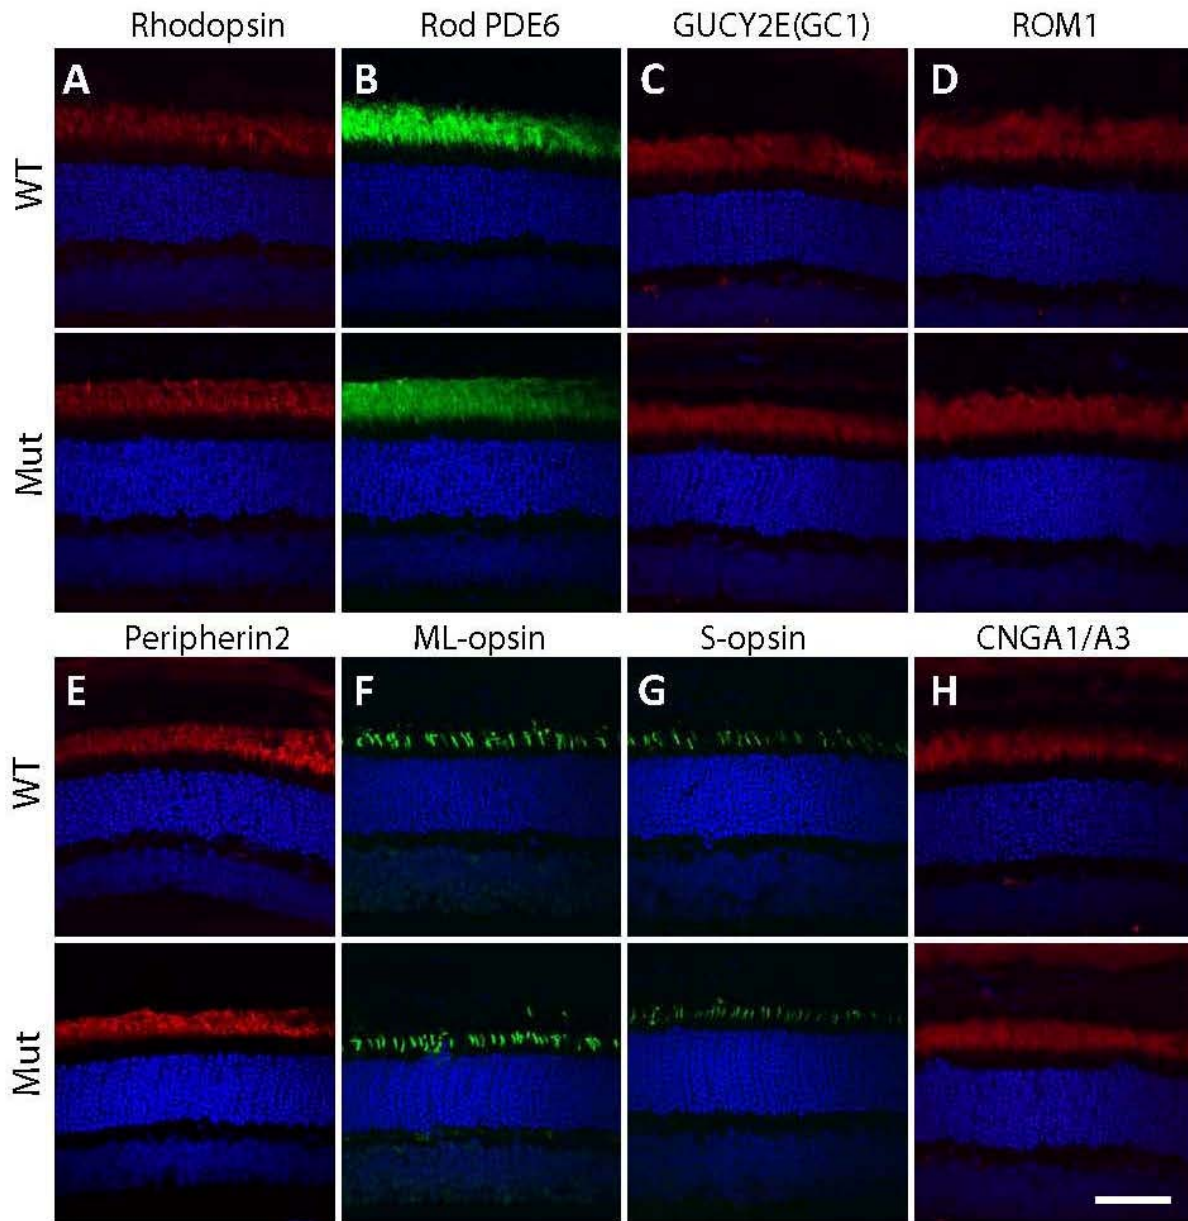 Rhodopsin Rod PDE6 GUCY2E(GC1) ROM1
A B C D
WT
Mut
Peripherin2 ML-opsin S-opsin CNGA1/A3
E F G H
WT
Mut